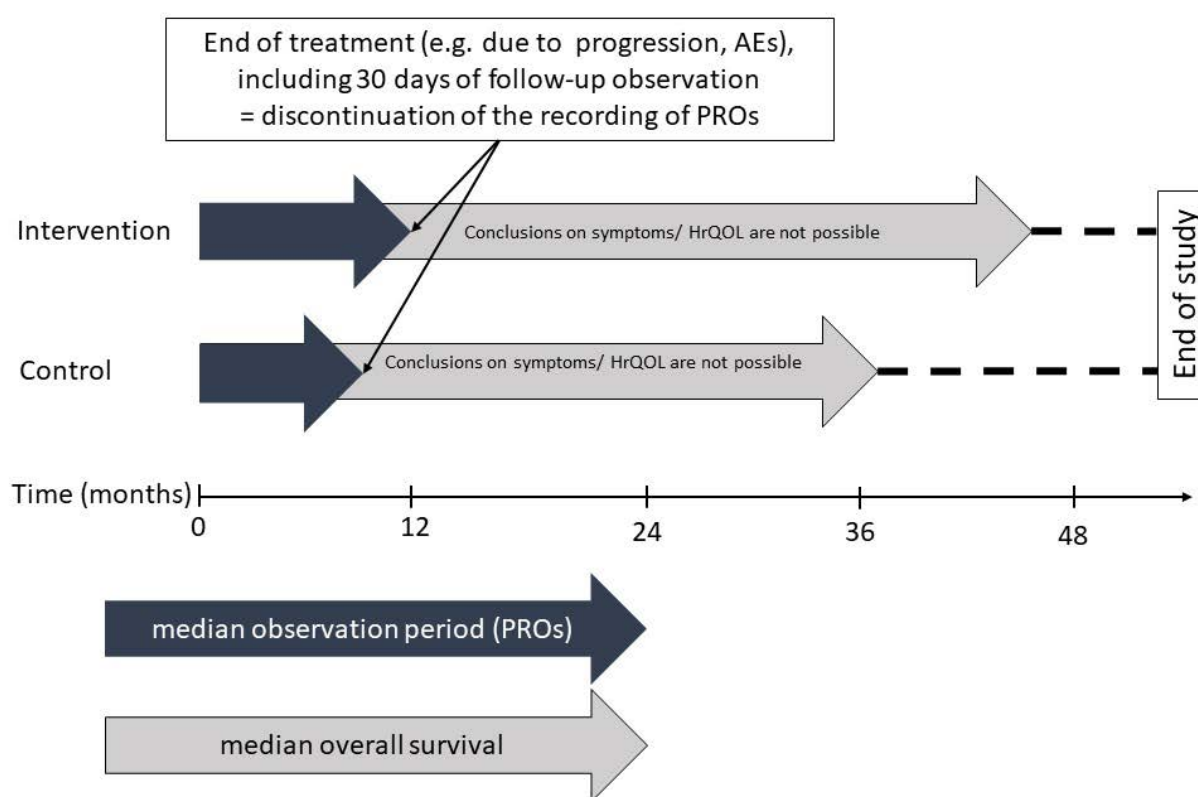 End of treatment (e.g. due to progression, AEs),
including 30 days of follow-up observation
= discontinuation of the recording of PROs
Intervention
Conclusions on symptoms/ HrQOL are not possible
Control
Conclusions on symptoms/ HrQOL are not possible
End of study
Time (months)
0
12
24
36
48
median observation period (PROs)
median overall survival